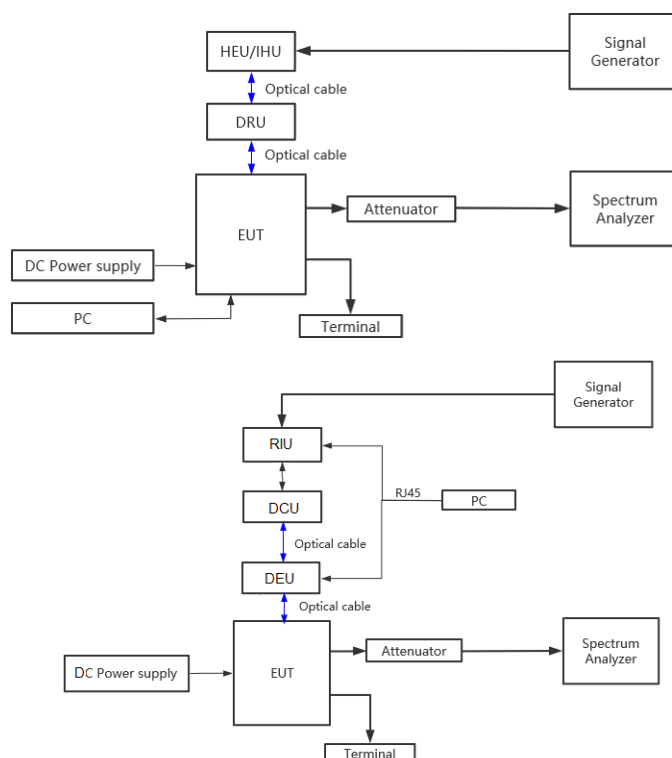 Signal
Generator
HEU/IHU
Optical cable
DRU
Optical cable
EUT
Attenuator
Spectrum
Analyzer
DC Power supply
PC
Terminal
Signal
Generator
RIU
RJ45
PC
DCU
Optical cable
DEU
Optical cable
EUT
Attenuator
Spectrum
Analyzer
DC Power supply
Terminal